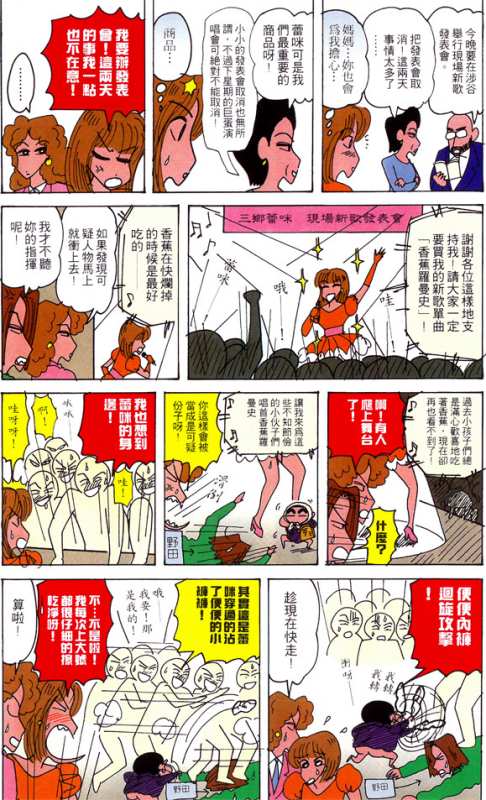 今晚要在涉谷
舉行現場新歌
發表會。
媽媽…妳也會
為我擔心…
把發表會取
消！這兩天
事情太多了
蕾咪可是我
們最重要的
商品呀！
小小的發表會取消也無所
謂，不過下星期的巨蛋演
唱會可絶對不能取消！
商品…
我要辦發表
會！這兩天
的事我一點
也不在意！
………
謝謝各位這樣地支
持我！請大家一定
要買我的新歌單曲
「香蕉羅曼史」！
三鄉蕾咪 現場新歌發表會
哇
哦
蕾咪
香蕉在快爛掉
的時候是最好
吃的
如果發現可
疑人物馬上
就衝上去！
我才不聽
妳的指揮
呢！
過去小孩子們總
是滿心歡喜地吃
著香蕉，現在卻
再也看不到了！
啊！有人
爬上舞台
了！
什麼？
讓我來為這
些不知節儉
的小伙子們
唱首香蕉羅
曼史
你這樣會被
當成是可疑
份子呀！
滑倒
野田
我也想到
蕾咪的身
邊！
哦
哦
啊！
哇！
哇呀呀！
便便內褲
迴旋攻擊！
我轉
我轉
衝呀
趁現在快走！
野田
其實這是蕾
咪穿過的沾
了便便的小
褲褲！
哦
我要！那
是我的！
不…不是啦！
我每次上大號
都很仔細的擦
乾淨呀！
算啦！
野田